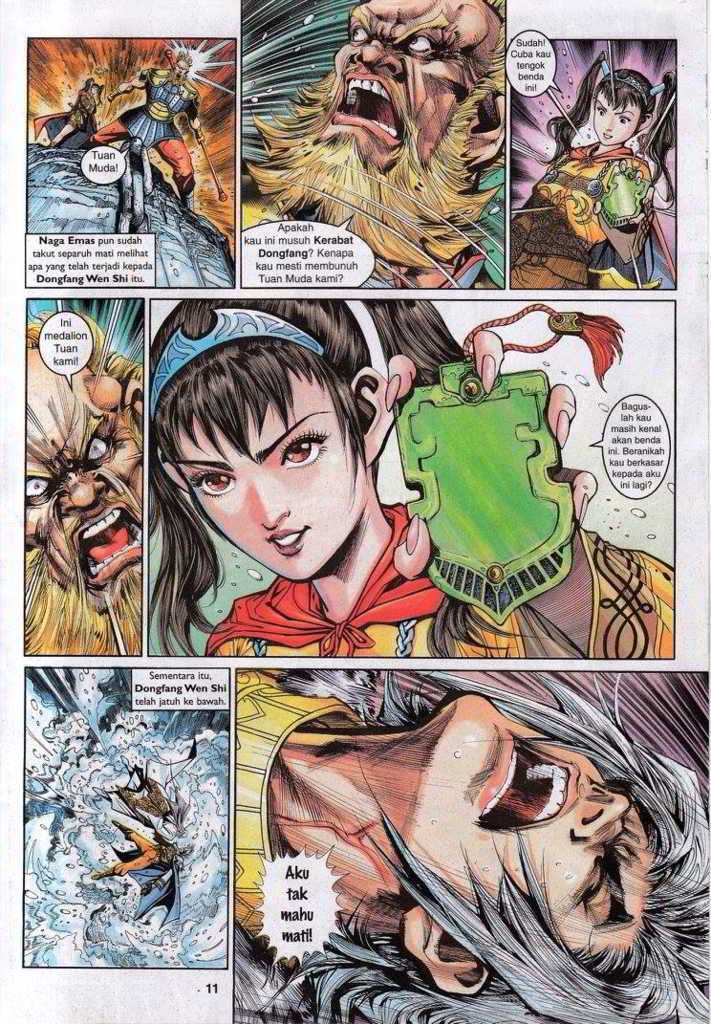 Tuan
Muda!
Naga Emas pun sudah
takut separuh mati melihat
apa yang telah terjadi kepada
Dongfang Wen Shi itu.
Apakah
kau ini musuh Kerabat
Dongfang? Kenapa
kau mesti membunuh
Tuan Muda kami?
Sudah!
Cuba kau
tengok
benda
ini!
Ini
medalion
Tuan
kami!
Bagus-
lah kau
masih kenal
akan benda
ini. Beranikah
kau berkasar
kepada aku
ini lagi?
Sementara itu,
Dongfang Wen Shi
telah jatuh ke bawah.
Aku
tak
mahu
mati!!
11